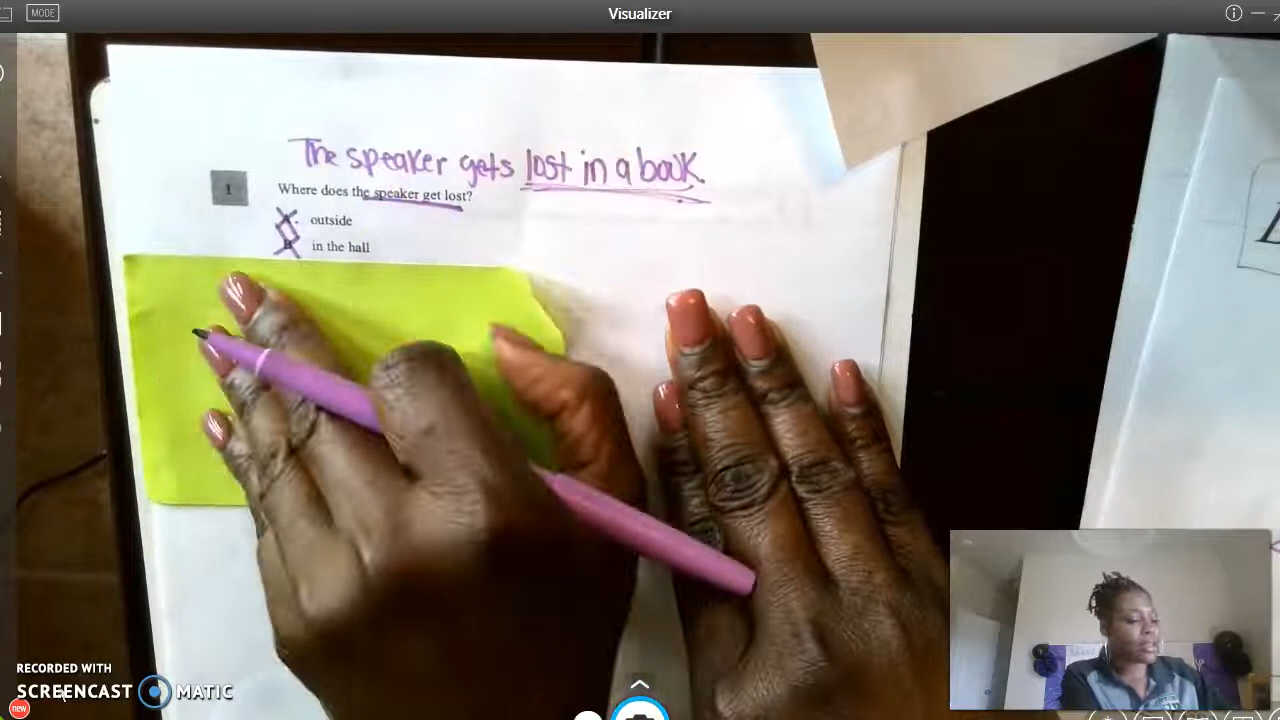 MODE
Visualizer
The speaker gets lost in a book.
1
Where does the speaker get lost?
outside
B in the hall
RECORDED WITH
SCREENCAST MATIC
new